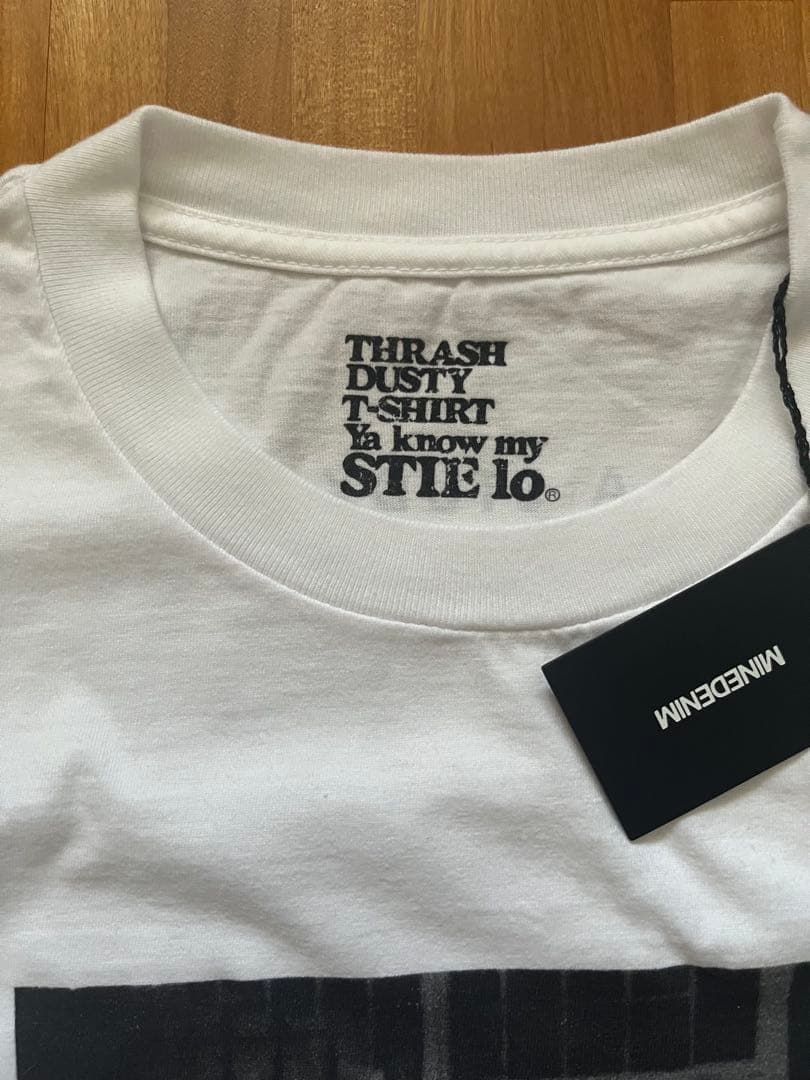 THRASH
DUSTY
T-SHIRT
Ya know my
STIE lo®
MINEDENIM